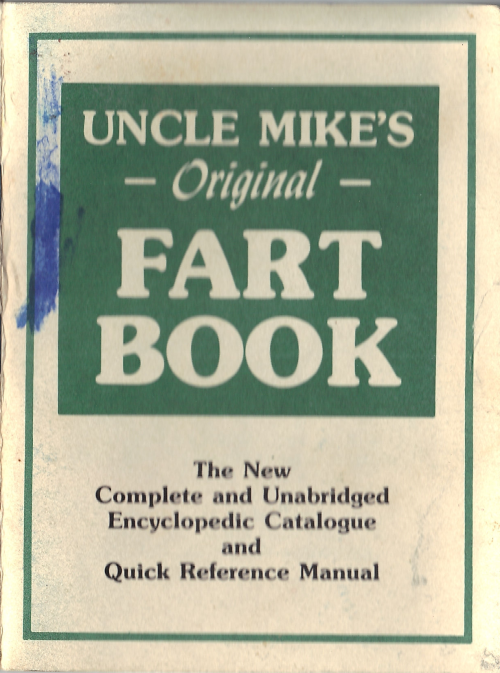 UNCLE MIKE'S
— Original —
FART
BOOK
The New
Complete and Unabridged
Encyclopedic Catalogue
and
Quick Reference Manual